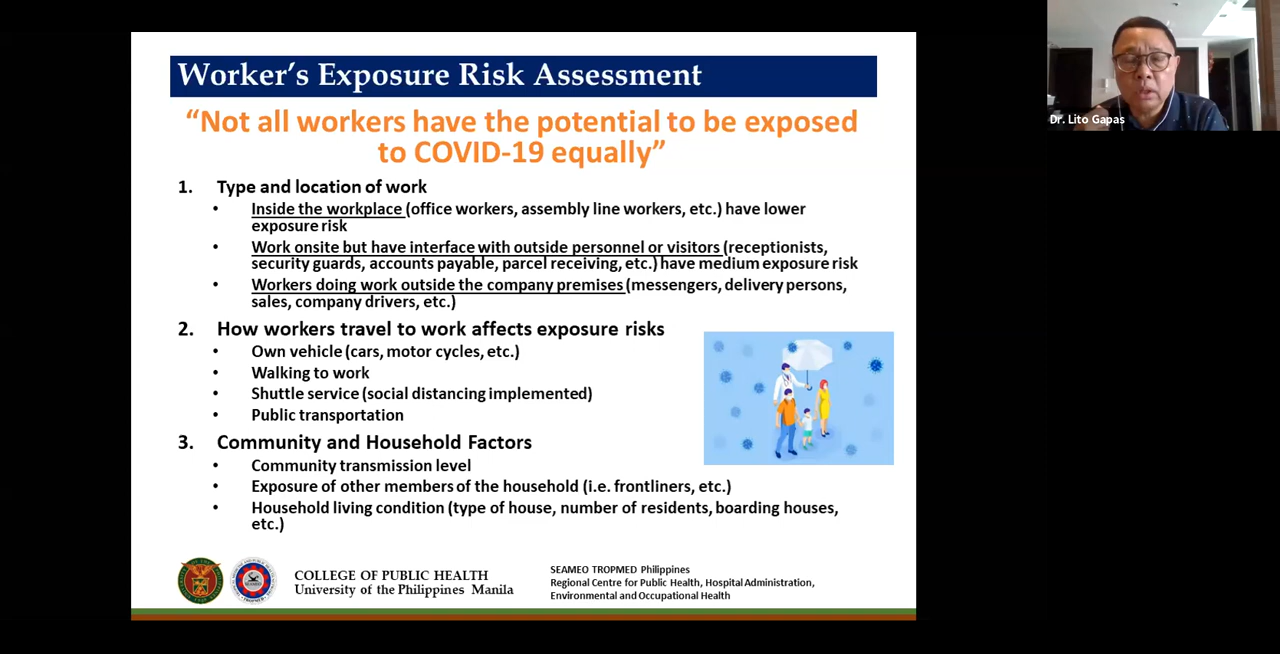 Worker's Exposure Risk Assessment
“Not all workers have the potential to be exposed
to COVID-19 equally”
1. Type and location of work
• Inside the workplace (office workers, assembly line workers, etc.) have lower
exposure risk
• Work onsite but have interface with outside personnel or visitors (receptionists,
security guards, accounts payable, parcel receiving, etc.) have medium exposure risk
• Workers doing work outside the company premises (messengers, delivery persons,
sales, company drivers, etc.)
2. How workers travel to work affects exposure risks
• Own vehicle (cars, motor cycles, etc.)
• Walking to work
• Shuttle service (social distancing implemented)
• Public transportation
3. Community and Household Factors
• Community transmission level
• Exposure of other members of the household (i.e. frontliners, etc.)
• Household living condition (type of house, number of residents, boarding houses,
etc.)
COLLEGE OF PUBLIC HEALTH
University of the Philippines Manila
SEAMEO TROPMED Philippines
Regional Centre for Public Health, Hospital Administration,
Environmental and Occupational Health
Dr. Lito Gapas